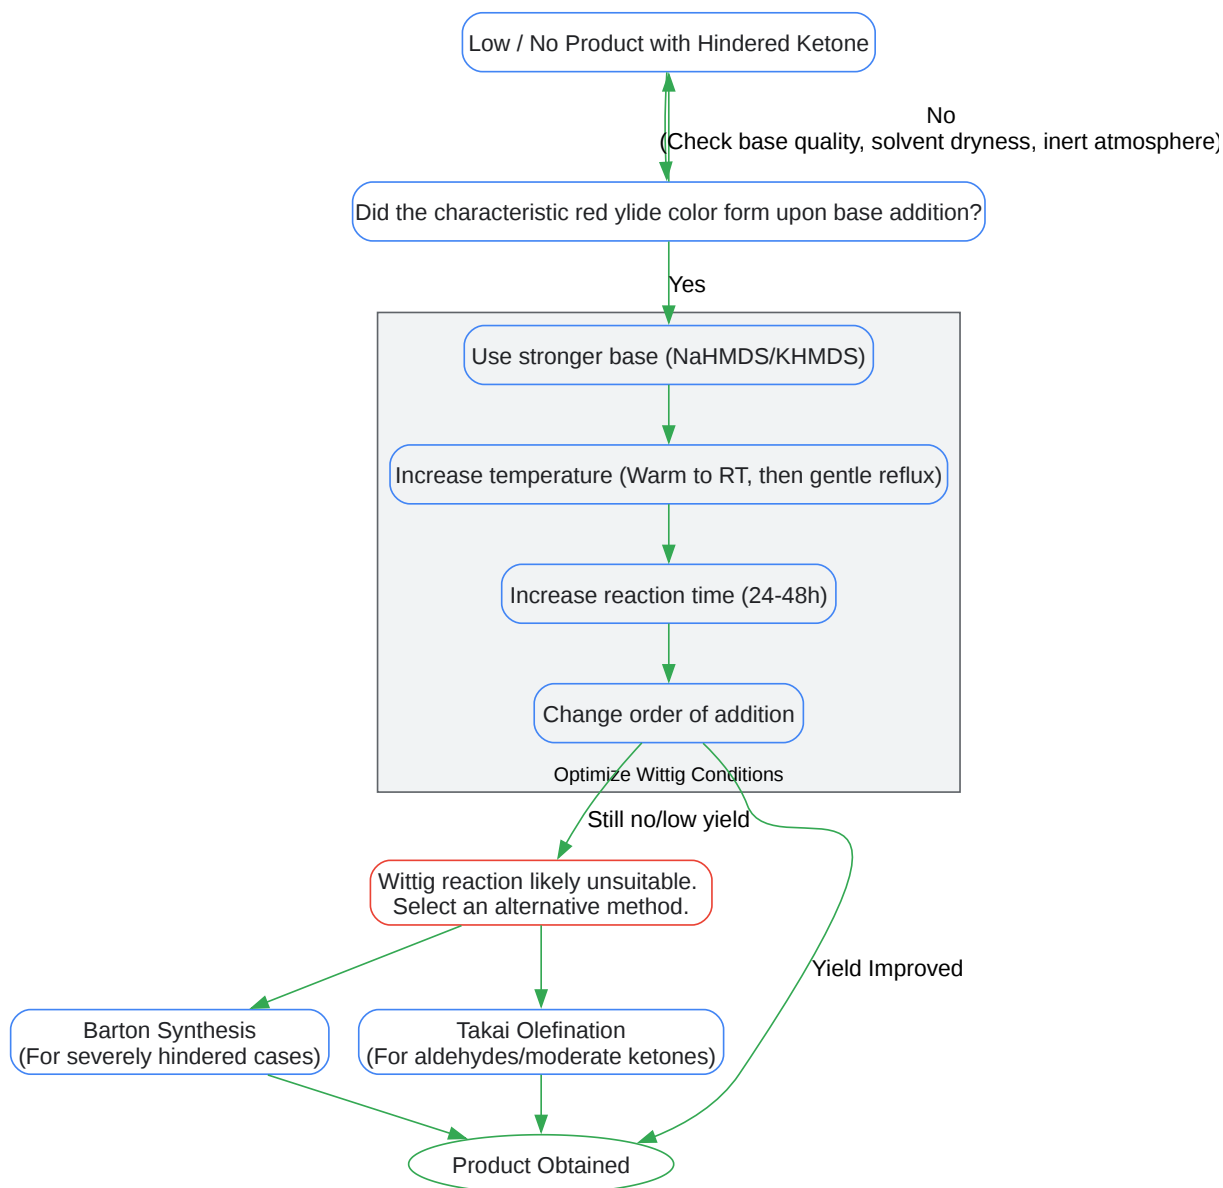 Low / No Product with Hindered Ketone
No
(Check base quality, solvent dryness, inert atmosphere)
Did the characteristic red ylide color form upon base addition?
Yes
Use stronger base (NaHMDS/KHMDS)
Increase temperature (Warm to RT, then gentle reflux)
Increase reaction time (24-48h)
Change order of addition
Optimize Wittig Conditions
Still no/low yield
Wittig reaction likely unsuitable.
Select an alternative method.
Yield Improved
Barton Synthesis
(For severely hindered cases)
Takai Olefination
(For aldehydes/moderate ketones)
Product Obtained